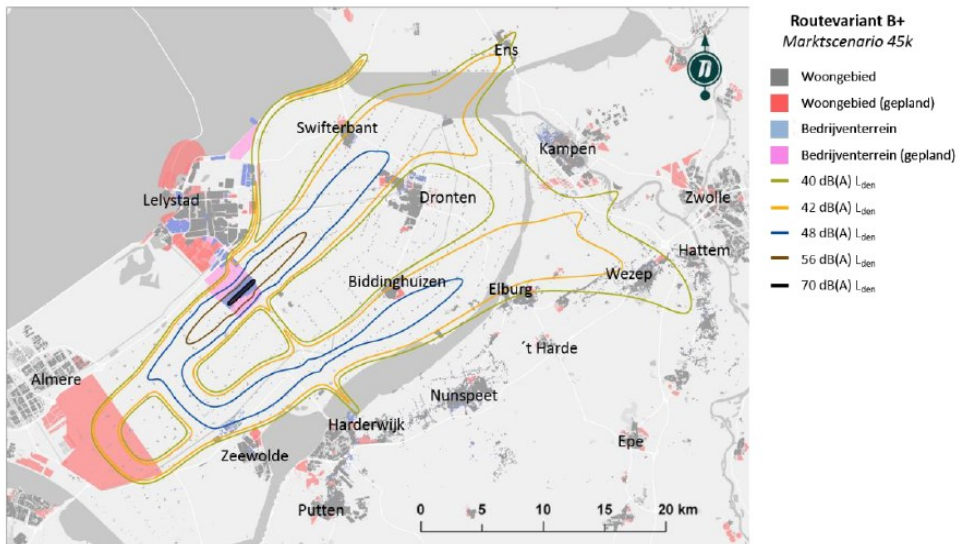 Routevariant B+
Marktscenario 45k
Woongebied
Woongebied (gepland)
Bedrijventerrein
Bedrijventerrein (gepland)
40 dB(A) Lden
42 dB(A) Lden
48 dB(A) Lden
56 dB(A) Lden
70 dB(A) Lden
Ens
Swifterbant
Kampen
Lelystad
Dronten
Zwolle
Hattem
Biddinghuizen
Elburg
Wezep
't Harde
Almere
Nunspeet
Harderwijk
Zeewolde
Epe
Putten
0 5 10 15 20 km